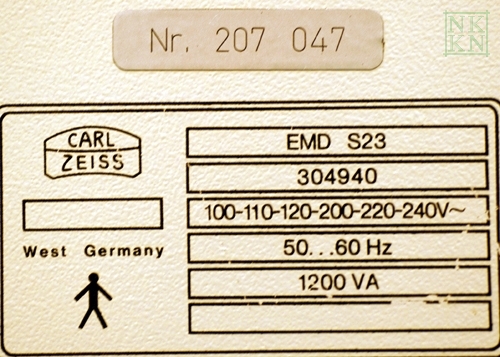 Nr. 207 047
NK
KN
CARL
ZEISS
West Germany
EMD S23
304940
100-110-120-200-220-240V~
50...60 Hz
1200 VA